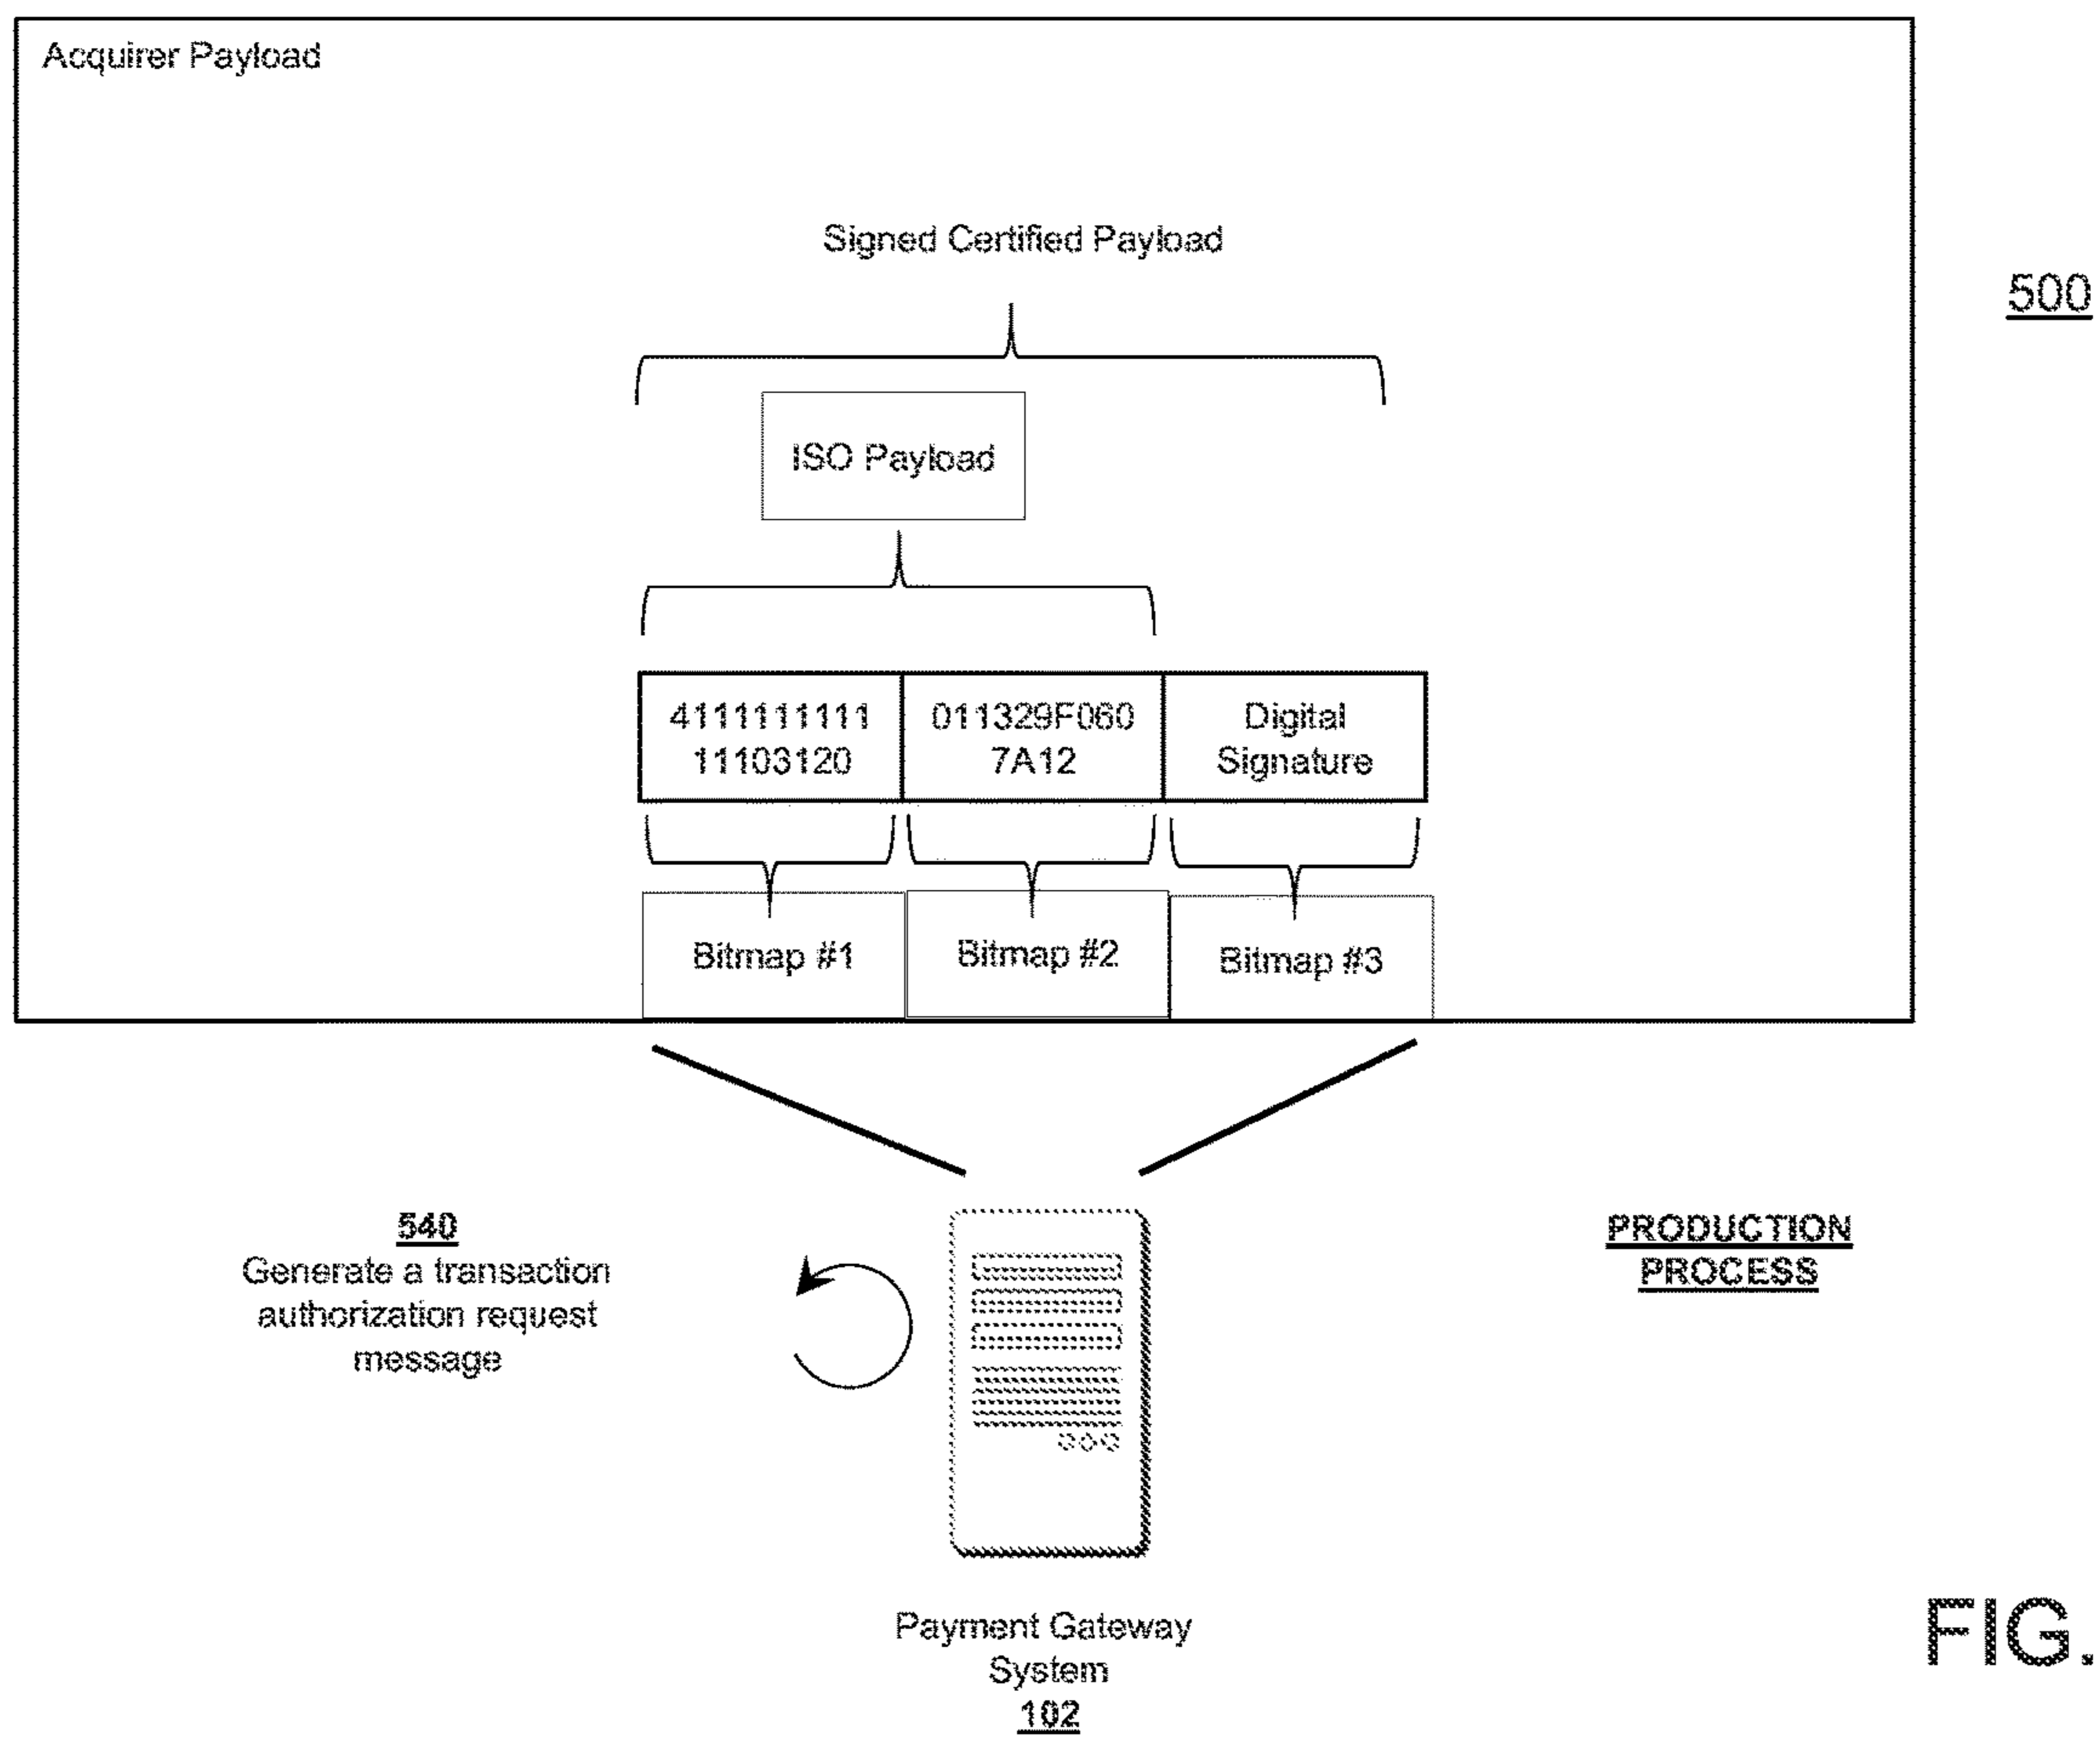 Acquirer Payload
Signed Certified Payload
500
ISO Payload
4111111111
11103120
011329F060
7A12
Digital
Signature
Bitmap #1
Bitmap #2
Bitmap #3
540
Generate a transaction
authorization request
message
PRODUCTION
PROCESS
Payment Gateway
System
102
FIG.